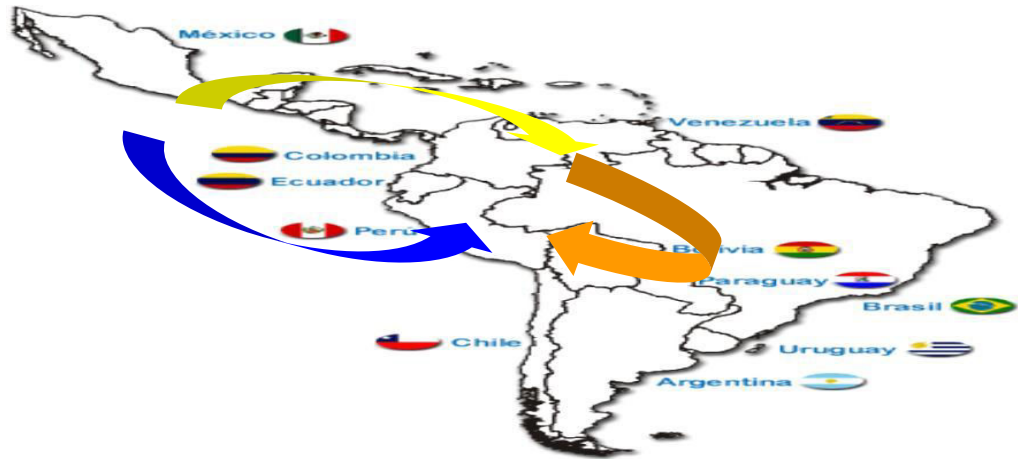 México
Venezuela
Colombia
Ecuador
Perú
Bolivia
Paraguay
Brasil
Chile
Uruguay
Argentina